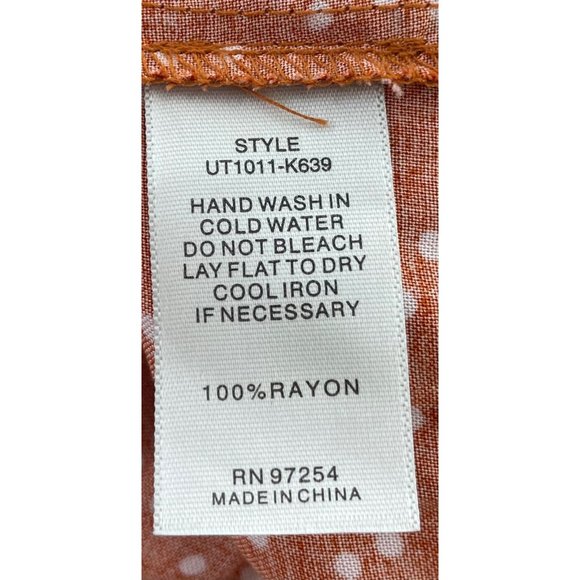 STYLE
UT1011-K639
HAND WASH IN
COLD WATER
DO NOT BLEACH
LAY FLAT TO DRY
COOL IRON
IF NECESSARY
100% RAYON
RN 97254
MADE IN CHINA